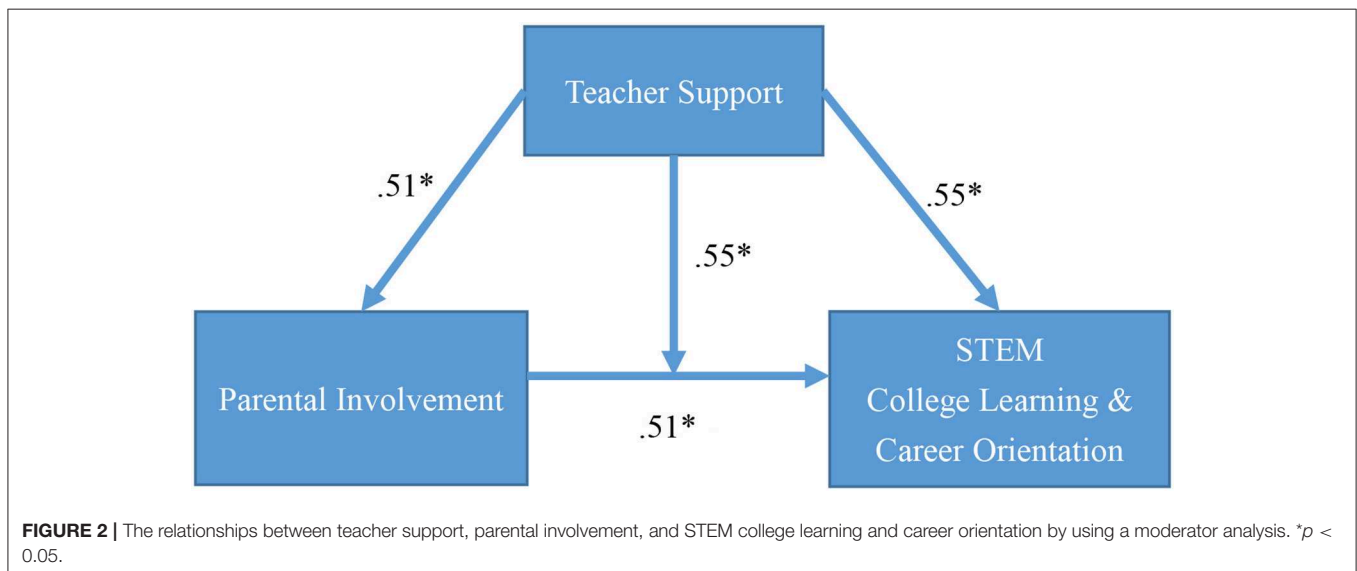 Teacher Support
.51*
.55*
.55*
Parental Involvement
.51*
STEM
College Learning &
Career Orientation
FIGURE 2 | The relationships between teacher support, parental involvement, and STEM college learning and career orientation by using a moderator analysis. *p <
0.05.